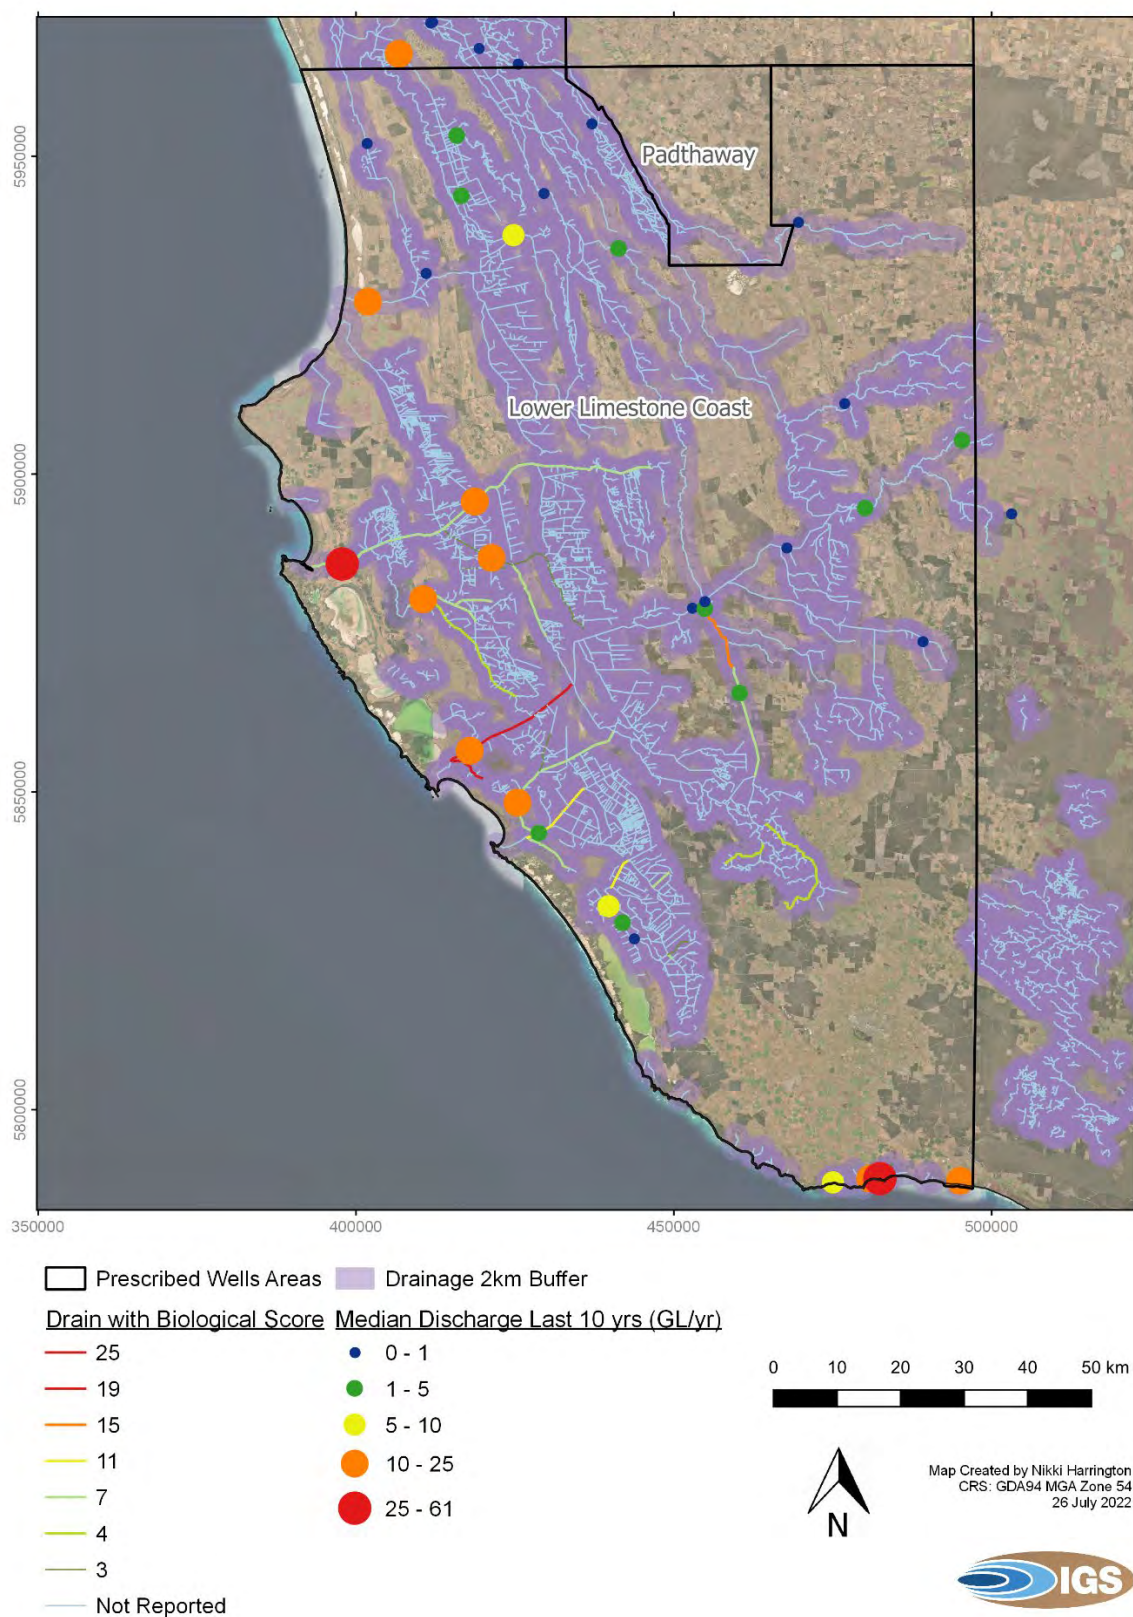 5950000
Padthaway
Lower Limestone Coast
5900000
5850000
5800000
350000 400000 450000 500000
Prescribed Wells Areas Drainage 2km Buffer
Drain with Biological Score Median Discharge Last 10 yrs (GL/yr)
25 0 - 1
19 1 - 5
15 5 - 10
11 10 - 25
7 25 - 61
4
3
Not Reported
0 10 20 30 40 50 km
N
Map Created by Nikki Harrington
CRS: GDA94 MGA Zone 54
26 July 2022
IGS